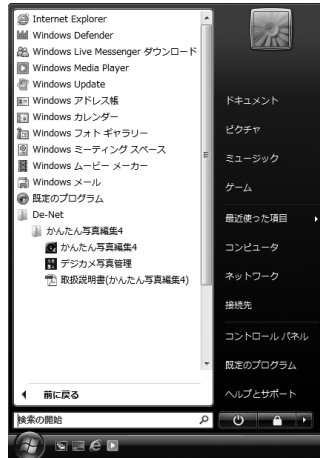 Internet Explorer
Windows Defender
Windows Live Messenger ダウンロード
Windows Media Player
Windows Update
Windows アドレス帳
Windows カレンダー
Windows フォト ギャラリー
Windows ミーティング スペース
Windows ムービー メーカー
Windows メール
既定のプログラム
De-Net
かんたん写真編集4
かんたん写真編集4
デジカメ写真管理
取扱説明書(かんたん写真編集4)
前に戻る
検索の開始
ドキュメント
ピクチャ
ミュージック
ゲーム
最近使った項目
コンピュータ
ネットワーク
接続先
コントロール パネル
既定のプログラム
ヘルプとサポート